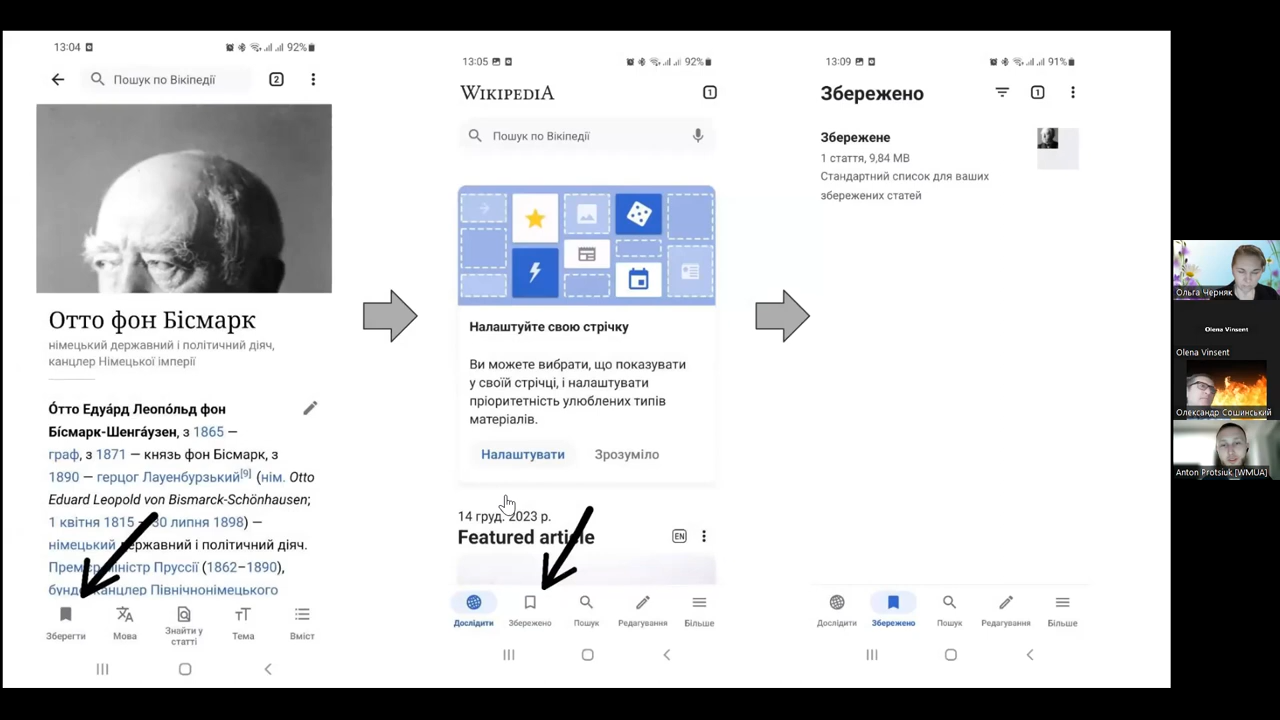 13:04
92%
Пошук по Вікіпедії
2
Отто фон Бісмарк
німецький державний і політичний діяч,
канцлер Німецької імперії
О́тто Едуа́рд Леопо́льд фон
Бі́смарк-Шенга́узен, з 1865 —
граф, з 1871 — князь фон Бісмарк, з
1890 — герцог Лауенбурзький[9] (нім. Otto
Eduard Leopold von Bismarck-Schönhausen;
1 квітня 1815 — 30 липня 1898) —
німецький державний і політичний діяч.
Прем'єр-міністр Пруссії (1862–1890),
бундесканцлер Північнонімецького
Зберегти
Мова
Знайти у
статті
Тема
Вміст
13:05
92%
WIKIPEDIA
1
Пошук по Вікіпедії
Налаштуйте свою стрічку
Ви можете вибрати, що показувати
у своїй стрічці, і налаштувати
пріоритетність улюблених типів
матеріалів.
Налаштувати
Зрозуміло
14 груд. 2023 р.
Featured article
EN
Дослідити
Збережено
Пошук
Редагування
Більше
13:09
91%
Збережено
1
Збережене
1 стаття, 9,84 MB
Стандартний список для ваших
збережених статей
Дослідити
Збережено
Пошук
Редагування
Більше
Ольга Черняк
Olena Vinsent
Olena Vinsent
Олександр Сошинський
Anton Protsiuk [WMUA]